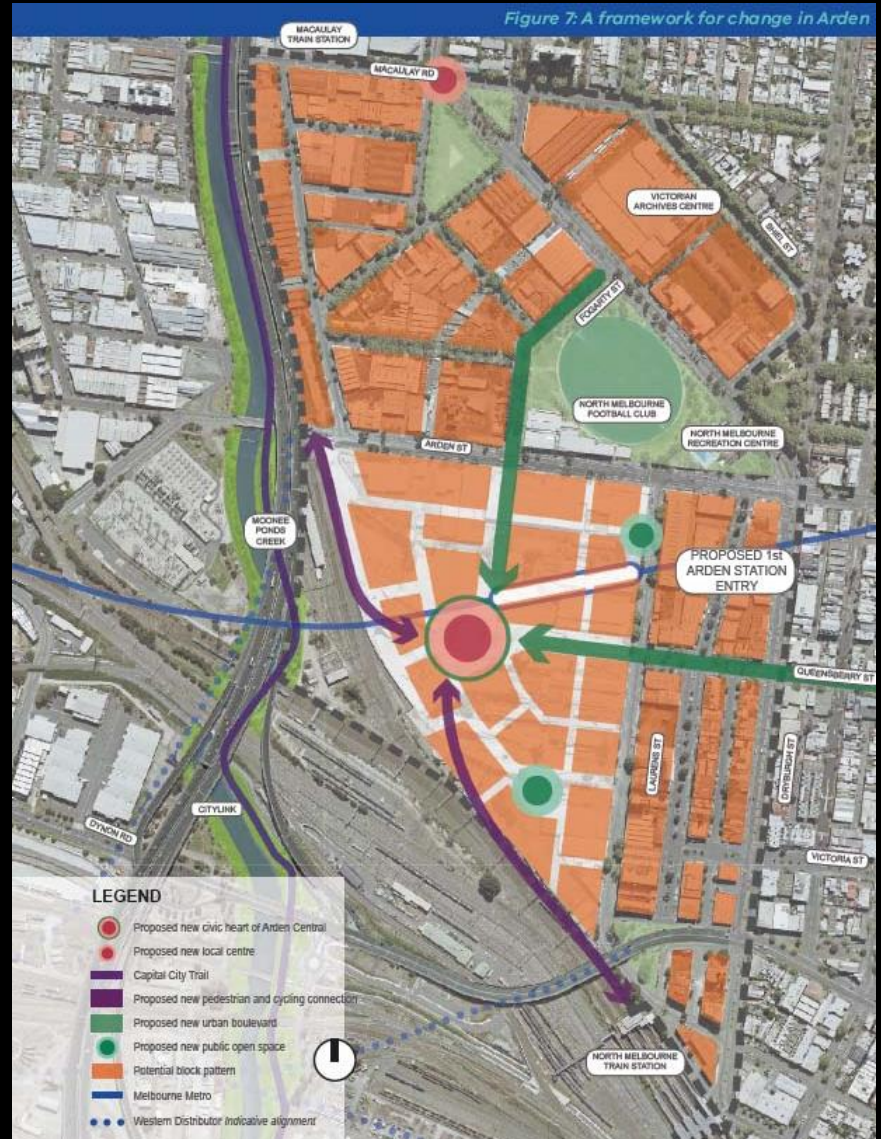 Figure 7: A framework for change in Arden
MACAULAY
TRAIN STATION
MACAULAY RD
VICTORIAN
ARCHIVES CENTRE
SHIEL ST
FOGARTY ST
NORTH MELBOURNE
FOOTBALL CLUB
NORTH MELBOURNE
RECREATION CENTRE
ARDEN ST
MOONEE
PONDS
CREEK
PROPOSED 1st
ARDEN STATION
ENTRY
QUEENSBERRY ST
LAURENS ST
DRYBURGH ST
CITYLINK
DYNON RD
VICTORIA ST
LEGEND
Proposed new civic heart of Arden Central
Proposed new local centre
Capital City Trail
Proposed new pedestrian and cycling connection
Proposed new urban boulevard
Proposed new public open space
Potential block pattern
Melbourne Metro
Western Distributor Indicative alignment
NORTH MELBOURNE
TRAIN STATION